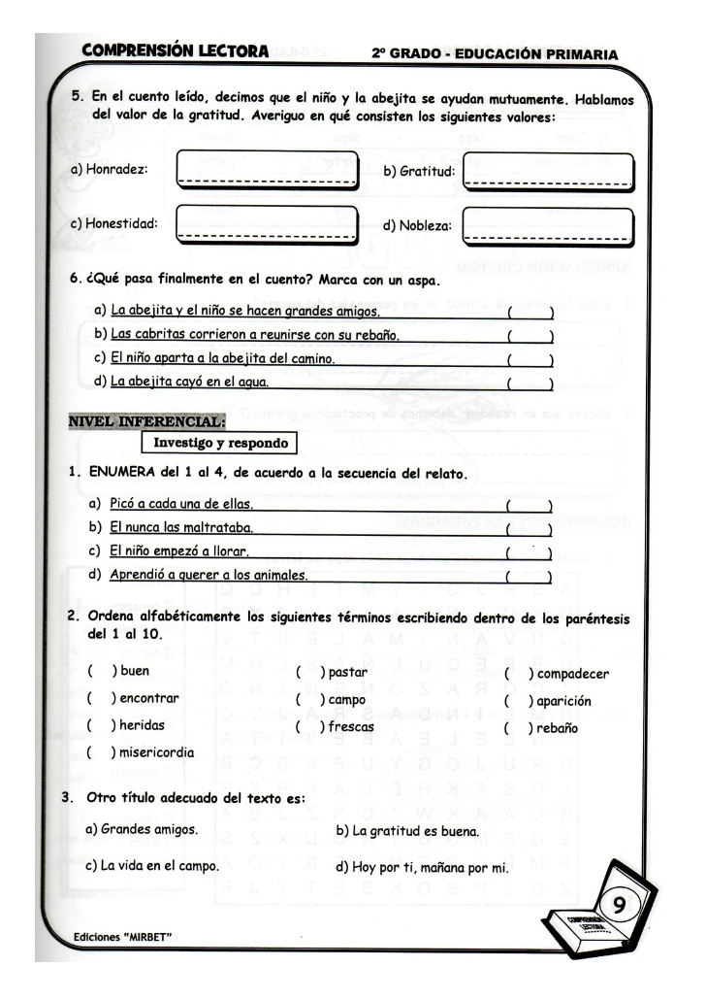 COMPRENSIÓN LECTORA 2º GRADO - EDUCACIÓN PRIMARIA
5. En el cuento leído, decimos que el niño y la abejita se ayudan mutuamente. Hablamos
del valor de la gratitud. Averiguo en qué consisten los siguientes valores:
a) Honradez: b) Gratitud:
c) Honestidad: d) Nobleza:
6. ¿Qué pasa finalmente en el cuento? Marca con un aspa.
a) La abejita y el niño se hacen grandes amigos. ( )
b) Las cabritas corrieron a reunirse con su rebaño. ( )
c) El niño aparta a la abejita del camino. ( )
d) La abejita cayó en el agua. ( )
NIVEL INFERENCIAL:
Investigo y respondo
1. ENUMERA del 1 al 4, de acuerdo a la secuencia del relato.
a) Picó a cada una de ellas. ( )
b) El nunca las maltrataba. ( )
c) El niño empezó a llorar. ( )
d) Aprendió a querer a los animales. ( )
2. Ordena alfabéticamente los siguientes términos escribiendo dentro de los paréntesis
del 1 al 10.
( ) buen ( ) pastar ( ) compadecer
( ) encontrar ( ) campo ( ) aparición
( ) heridas ( ) frescas ( ) rebaño
( ) misericordia
3. Otro título adecuado del texto es:
a) Grandes amigos. b) La gratitud es buena.
c) La vida en el campo. d) Hoy por ti, mañana por mi.
9
COMPRENSIÓN
LECTORA
Ediciones "MIRBET"